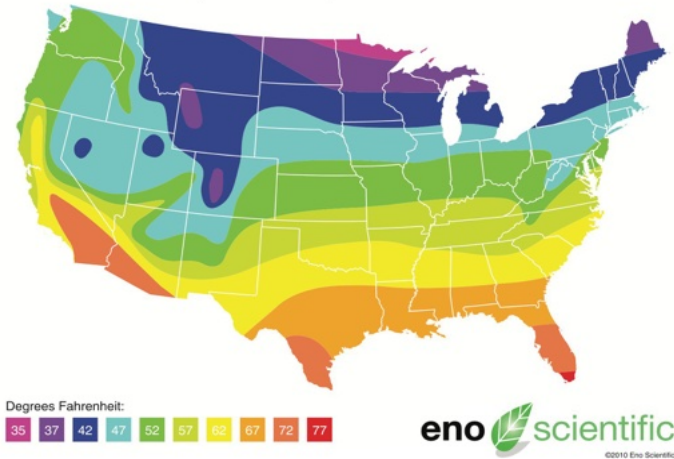 Degrees Fahrenheit:
35 37 42 47 52 57 62 67 72 77
eno scientific
©2010 Eno Scientific